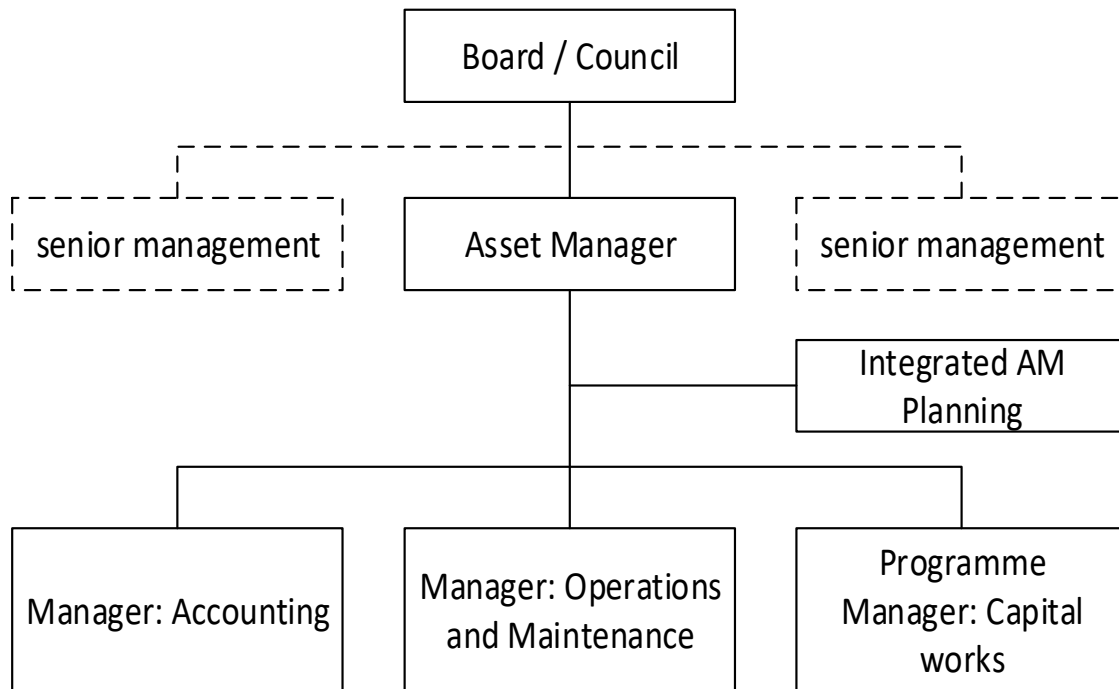 Board / Council
senior management
Asset Manager
senior management
Integrated AM
Planning
Manager: Accounting
Manager: Operations
and Maintenance
Programme
Manager: Capital
works